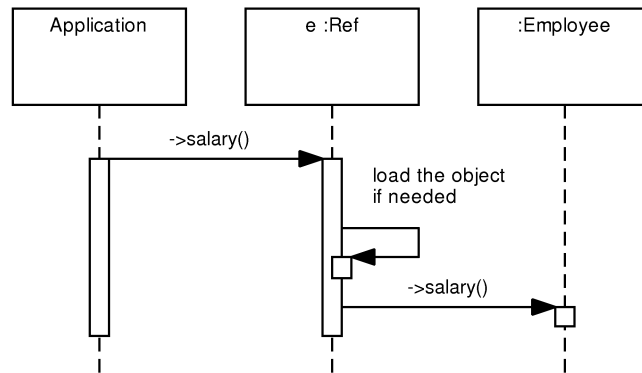 Application
e :Ref
:Employee
->salary()
load the object
if needed
->salary()